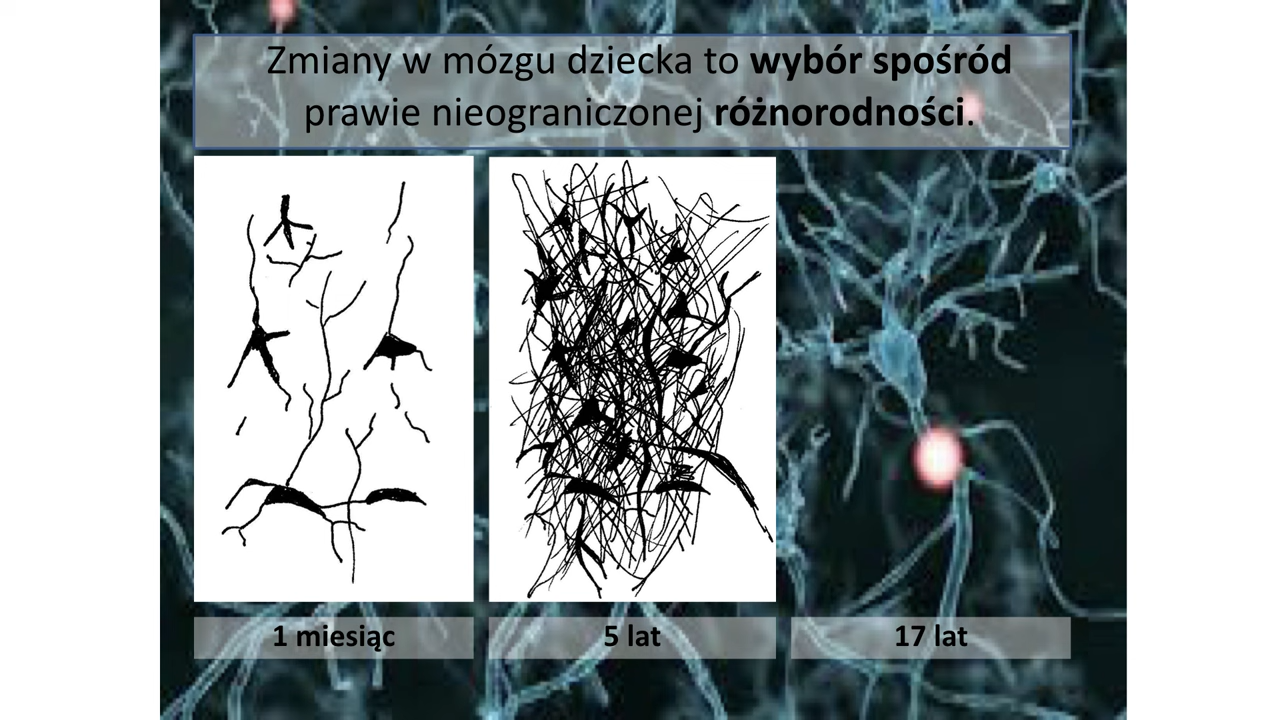 Zmiany w mózgu dziecka to wybór spośród
prawie nieograniczonej różnorodności.
1 miesiąc
5 lat
17 lat